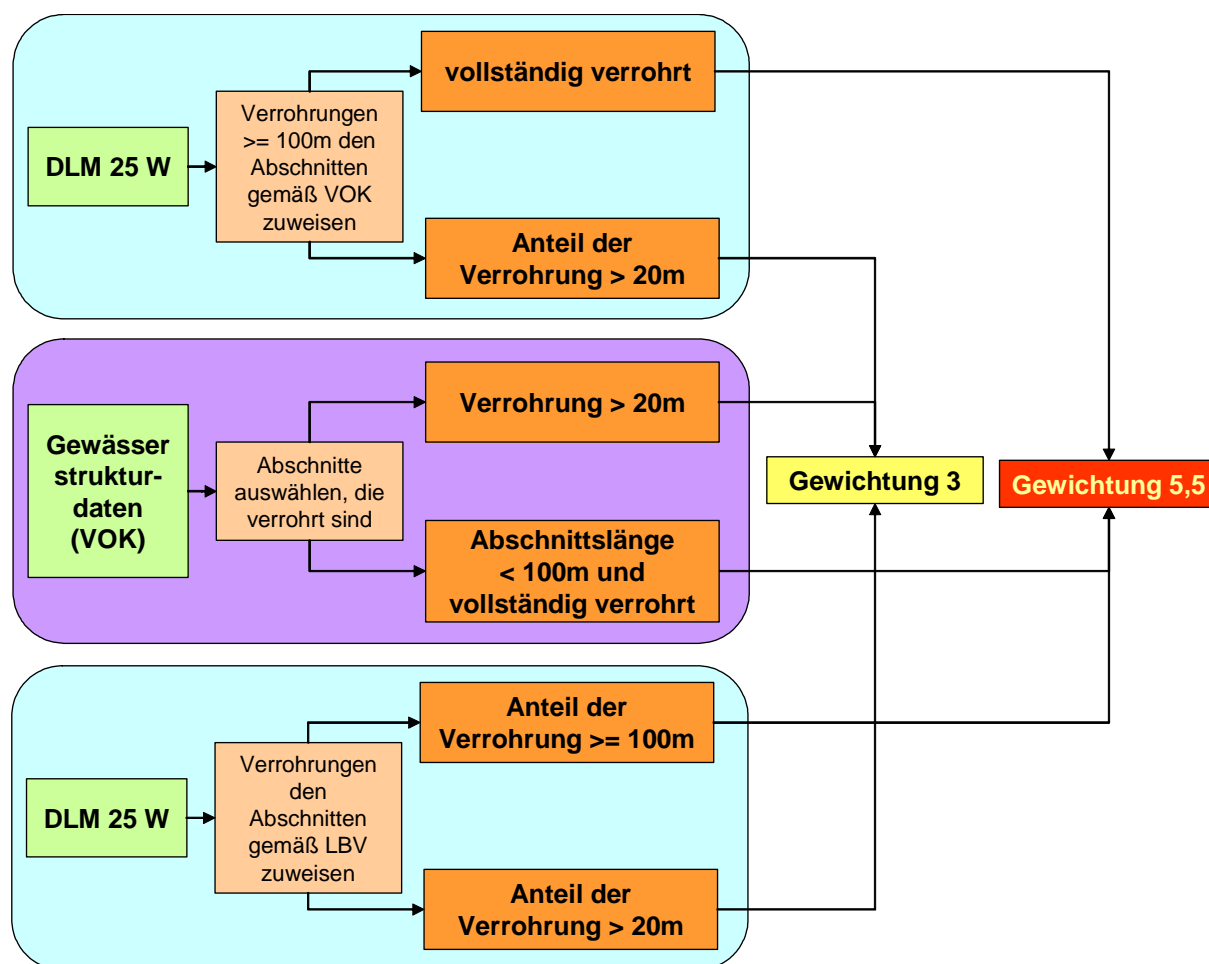 vollständig verrohrt
Verrohrungen
>= 100m den
Abschnitten
gemäß VOK
zuweisen
DLM 25 W
Anteil der
Verrohrung > 20m
Verrohrung > 20m
Gewässer
struktur-
daten
(VOK)
Abschnitte
auswählen, die
verrohrt sind
Gewichtung 3
Gewichtung 5,5
Abschnittslänge
< 100m und
vollständig verrohrt
Anteil der
Verrohrung >= 100m
Verrohrungen
den
Abschnitten
gemäß LBV
zuweisen
DLM 25 W
Anteil der
Verrohrung > 20m